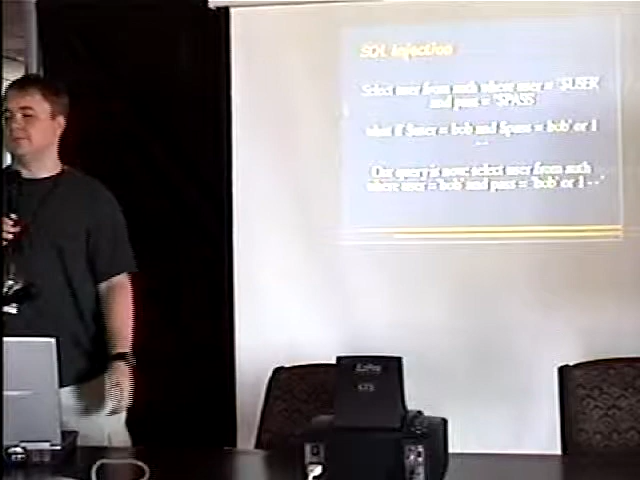 SQL Injection
Select user from auth where user = '$USER'
and pass = '$PASS'
what if $user = bob and $pass = bob' or 1
--
Our query is now: select user from auth
where user = 'bob' and pass = 'bob' or 1 --'